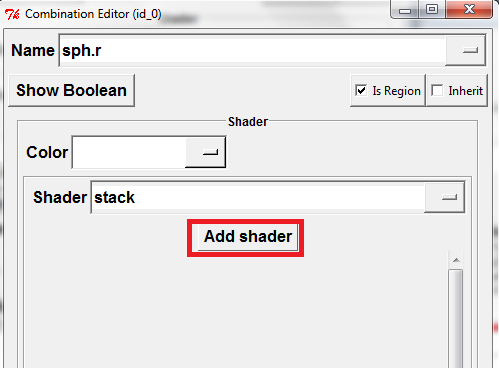 Combination Editor (id_0)
Name sph.r
Show Boolean Is Region Inherit
Shader
Color
Shader stack
Add shader